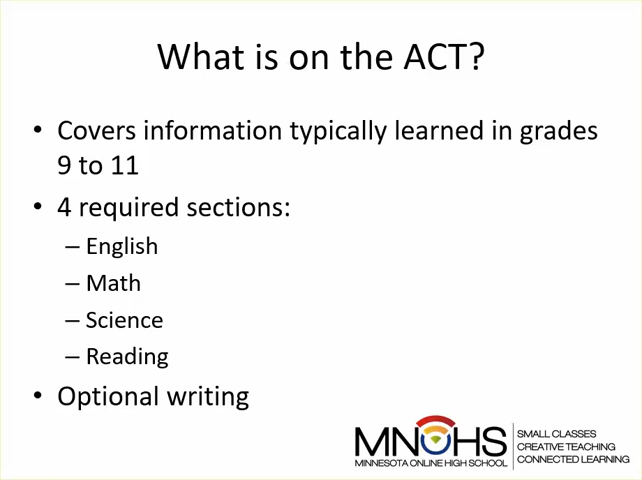 What is on the ACT?
• Covers information typically learned in grades
9 to 11
• 4 required sections:
– English
– Math
– Science
– Reading
• Optional writing
MNOHS
MINNESOTA ONLINE HIGH SCHOOL
SMALL CLASSES
CREATIVE TEACHING
CONNECTED LEARNING